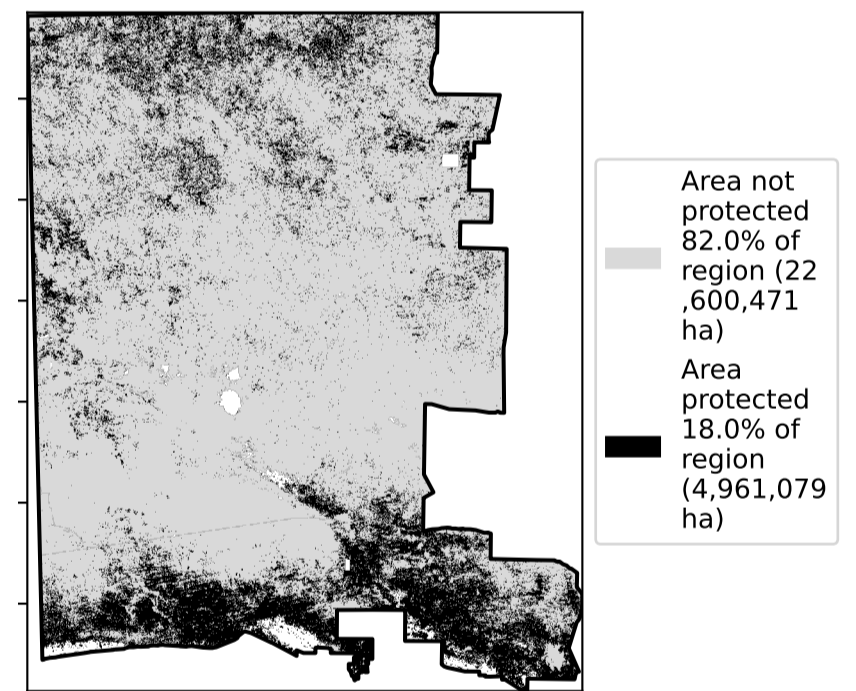 Area not
protected
82.0% of
region (22
,600,471
ha)
Area
protected
18.0% of
region
(4,961,079
ha)